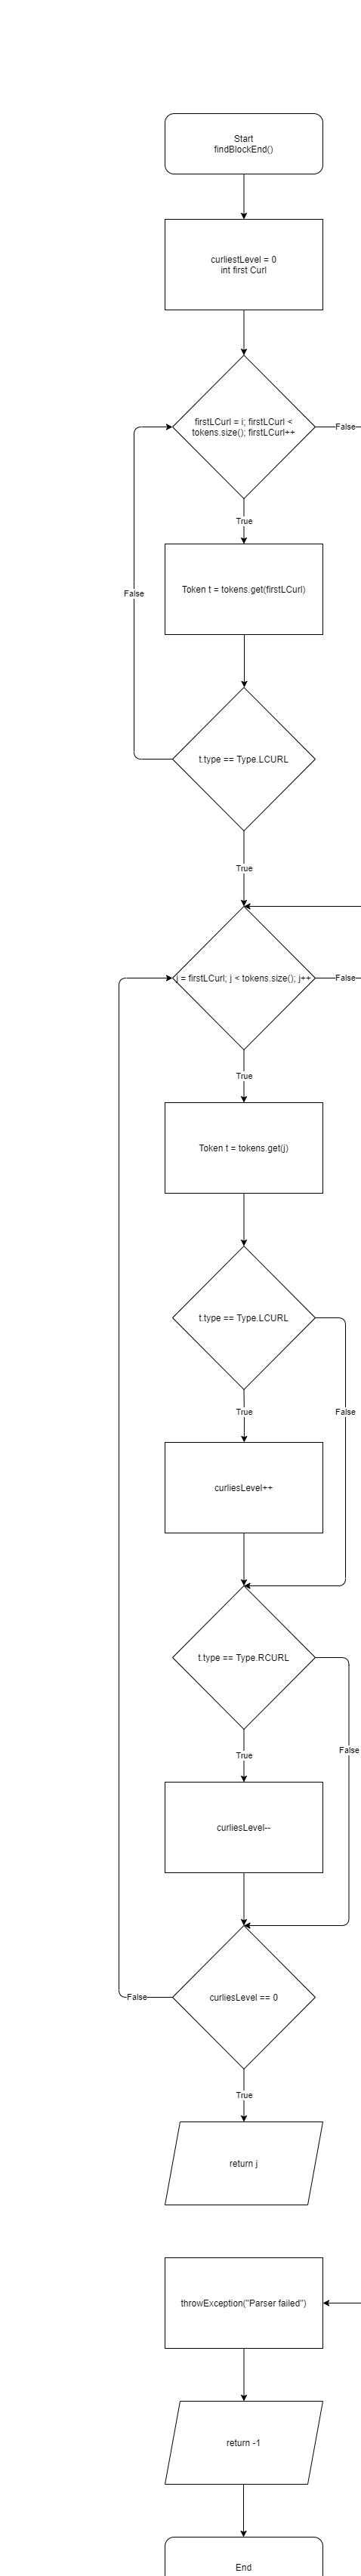 Start
findBlockEnd()
curliestLevel = 0
int first Curl
firstLCurl = i; firstLCurl <
tokens.size(); firstLCurl++
False
True
Token t = tokens.get(firstLCurl)
False
t.type == Type.LCURL
True
j = firstLCurl; j < tokens.size(); j++
False
True
Token t = tokens.get(j)
t.type == Type.LCURL
True
False
curliesLevel++
t.type == Type.RCURL
False
True
curliesLevel--
curliesLevel == 0
False
True
return j
throwException("Parser failed")
return -1
End